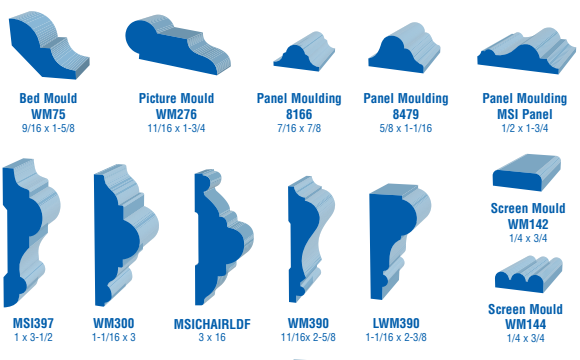 Bed Mould
WM75
9/16 x 1-5/8
Picture Mould
WM276
11/16 x 1-3/4
Panel Moulding
8166
7/16 x 7/8
Panel Moulding
8479
5/8 x 1-1/16
Panel Moulding
MSI Panel
1/2 x 1-3/4
Screen Mould
WM142
1/4 x 3/4
MSI397
1 x 3-1/2
WM300
1-1/16 x 3
MSICHAIRLDF
3 x 16
WM390
11/16x 2-5/8
LWM390
1-1/16 x 2-3/8
Screen Mould
WM144
1/4 x 3/4